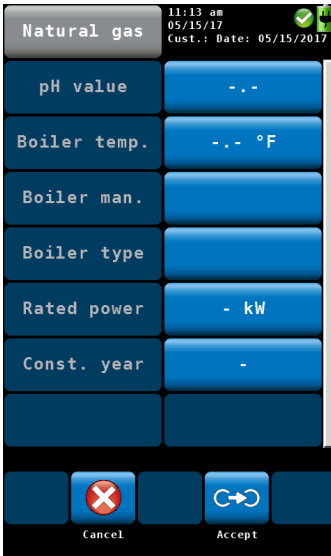 Natural gas
11:13 am
05/15/17
Cust.: Date: 05/15/2017
pH value -.-
Boiler temp. -.- °F
Boiler man.
Boiler type
Rated power - kW
Const. year -
Cancel Accept